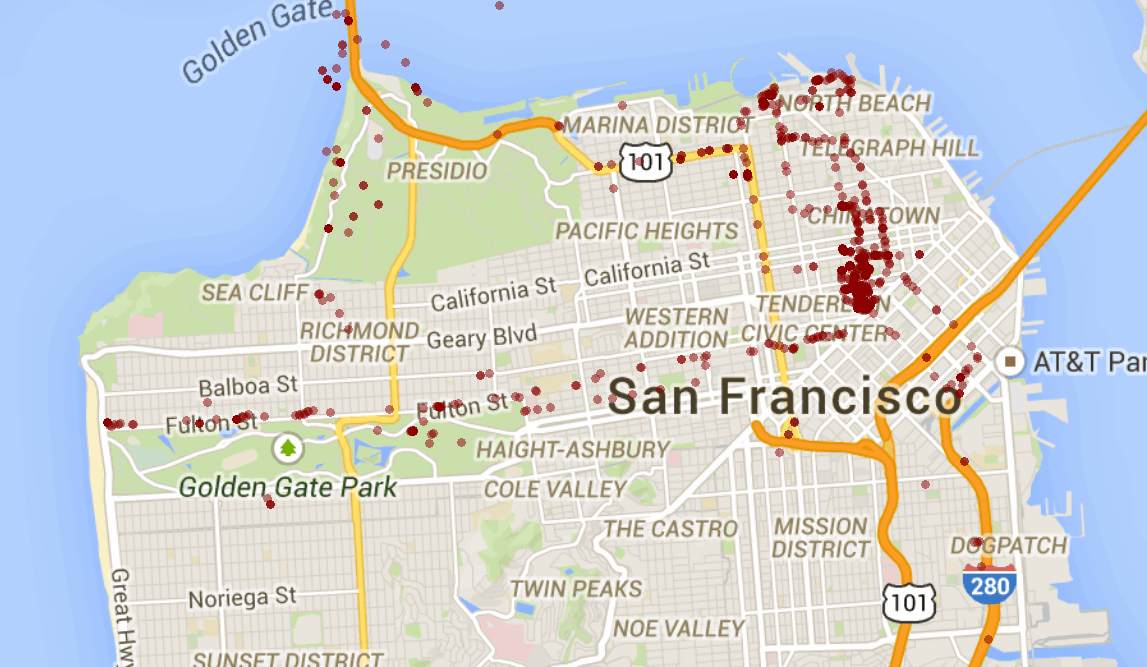 Golden Gate
NORTH BEACH
MARINA DISTRICT
TELEGRAPH HILL
101
PRESIDIO
CHINATOWN
PACIFIC HEIGHTS
California St
SEA CLIFF
California St
TENDERLOIN
WESTERN
ADDITION
RICHMOND
DISTRICT
Geary Blvd
CIVIC CENTER
AT&T Par
Balboa St
San Francisco
Fulton St
Fulton St
HAIGHT-ASHBURY
Golden Gate Park
COLE VALLEY
THE CASTRO
MISSION
DISTRICT
DOGPATCH
Great Hwy
TWIN PEAKS
280
Noriega St
101
NOE VALLEY
SUNSET DISTRICT